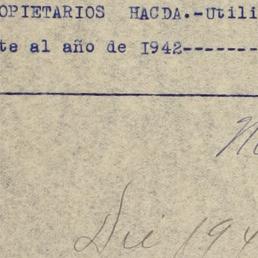 OPIETARIOS HACDA.-Utili
te al año de 1942--------
Dic 194